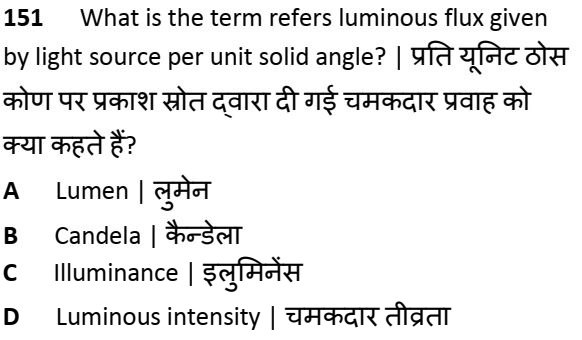 151 What is the term refers luminous flux given
by light source per unit solid angle? | प्रति यूनिट ठोस
कोण पर प्रकाश स्रोत द्वारा दी गई चमकदार प्रवाह को
क्या कहते हैं?
A Lumen | लुमेन
B Candela | कैन्डेला
C Illuminance | इलुमिनेंस
D Luminous intensity | चमकदार तीव्रता